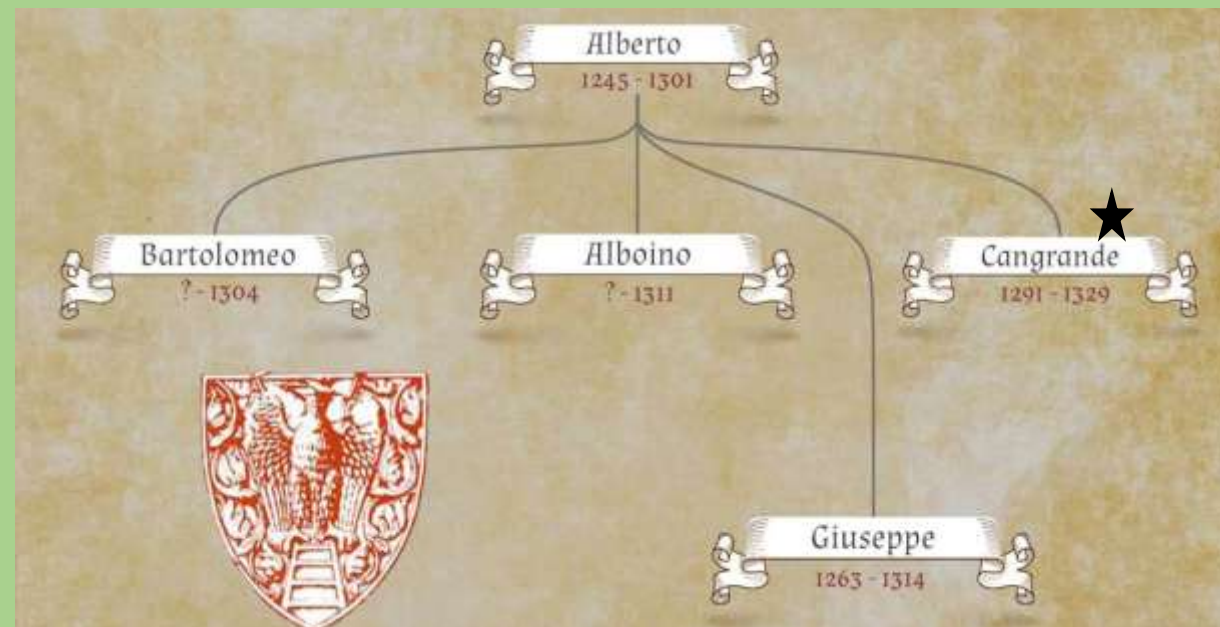 Alberto
1245 - 1301
Bartolomeo
? - 1304
Alboino
? - 1311
Cangrande
1291 - 1329
Giuseppe
1263 - 1314